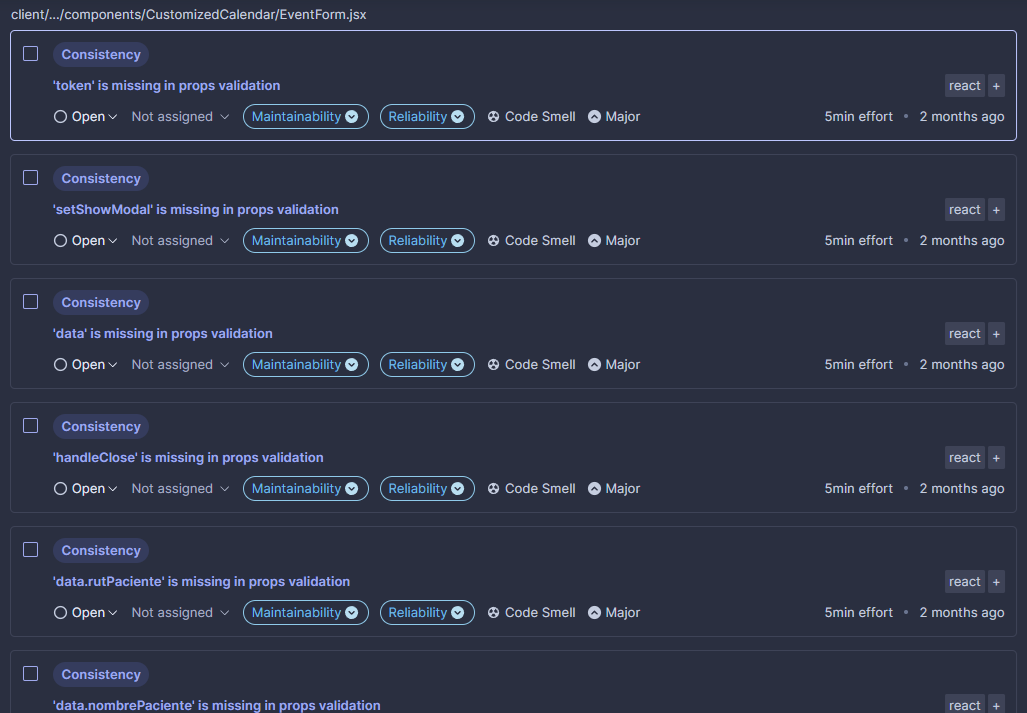 client/.../components/CustomizedCalendar/EventForm.jsx
Consistency
'token' is missing in props validation
react +
Open Not assigned Maintainability Reliability Code Smell Major 5min effort • 2 months ago
Consistency
'setShowModal' is missing in props validation
react +
Open Not assigned Maintainability Reliability Code Smell Major 5min effort • 2 months ago
Consistency
'data' is missing in props validation
react +
Open Not assigned Maintainability Reliability Code Smell Major 5min effort • 2 months ago
Consistency
'handleClose' is missing in props validation
react +
Open Not assigned Maintainability Reliability Code Smell Major 5min effort • 2 months ago
Consistency
'data.rutPaciente' is missing in props validation
react +
Open Not assigned Maintainability Reliability Code Smell Major 5min effort • 2 months ago
Consistency
'data.nombrePaciente' is missing in props validation
react +